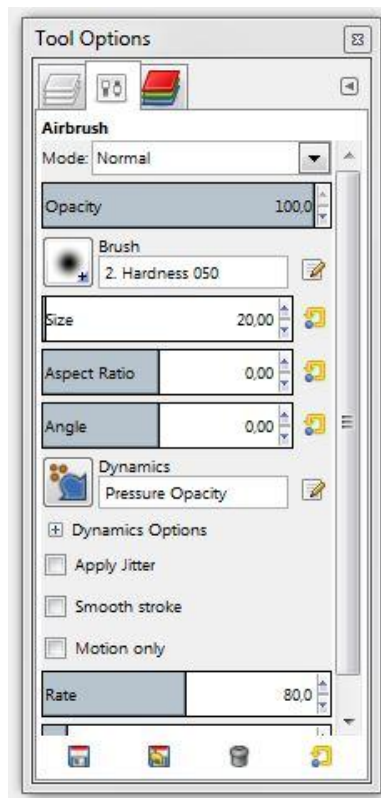 Tool Options
Airbrush
Mode: Normal
Opacity 100,0
Brush
2. Hardness 050
Size 20,00
Aspect Ratio 0,00
Angle 0,00
Dynamics
Pressure Opacity
Dynamics Options
Apply Jitter
Smooth stroke
Motion only
Rate 80,0